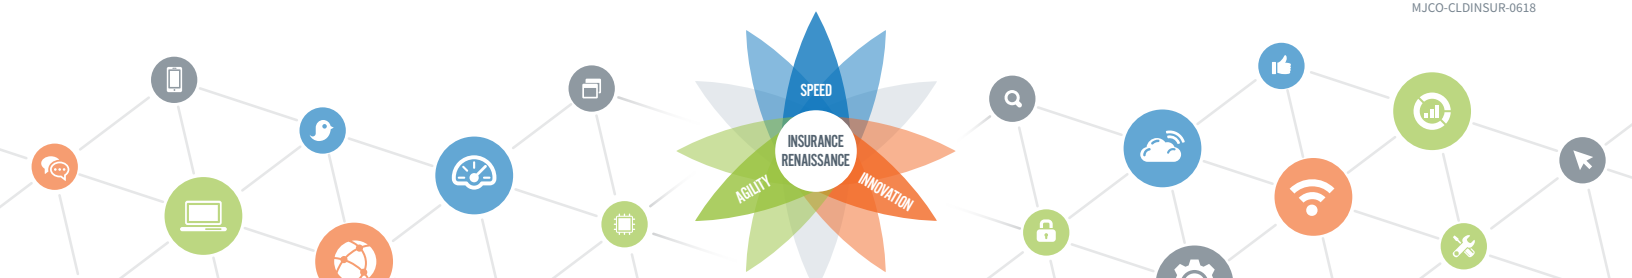 MJCO-CLDINSUR-0618
SPEED
INSURANCE
RENAISSANCE
AGILITY
INNOVATION